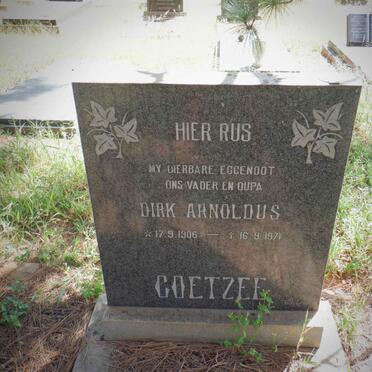 HIER RUS
MY DIERBARE EGGENOOT
ONS VADER EN OUPA
DIRK ARNOLDUS
* 17.9.1906 — † 16.9.1971
COETZEE